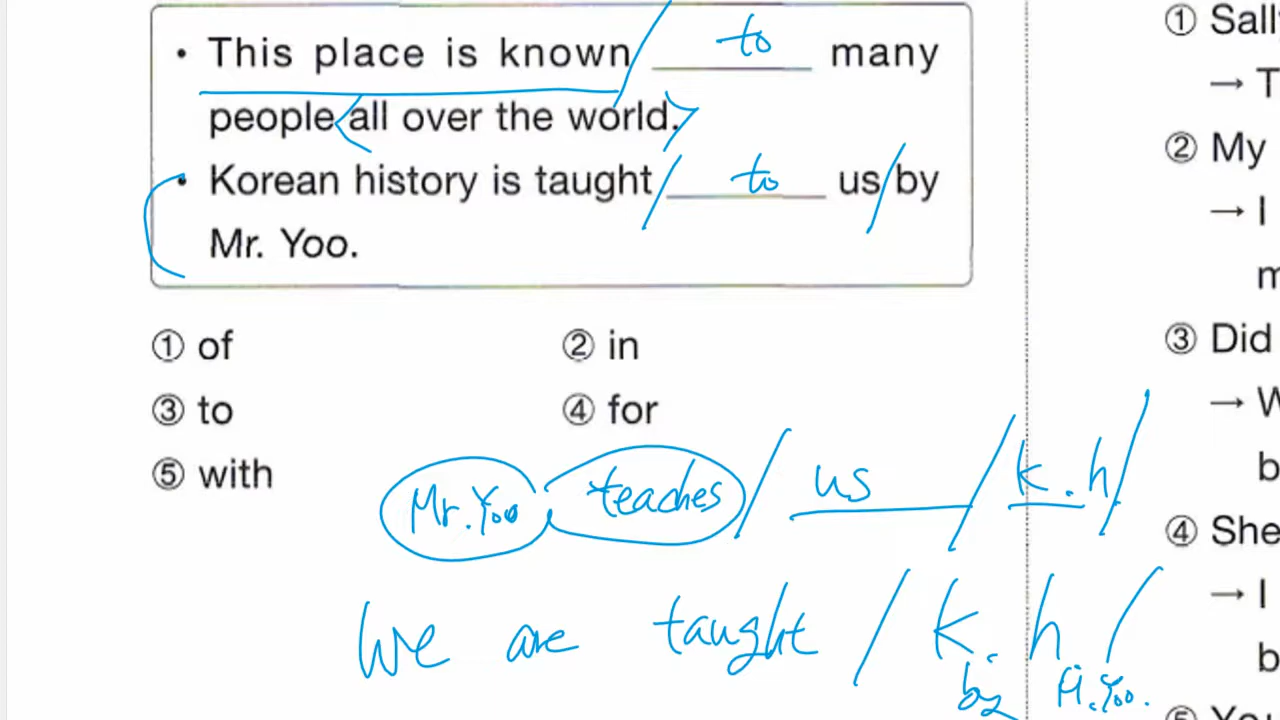 • This place is known / to many
people all over the world.
• Korean history is taught / to us / by
Mr. Yoo.
① of ② in
③ to ④ for
⑤ with
Mr. Yoo teaches / us / k.h /
We are taught / k. h. /
by M.Yoo.
① Sall
→ T
② My
→ I
m
③ Did
→ W
b
④ She
→ I
b
⑤ You